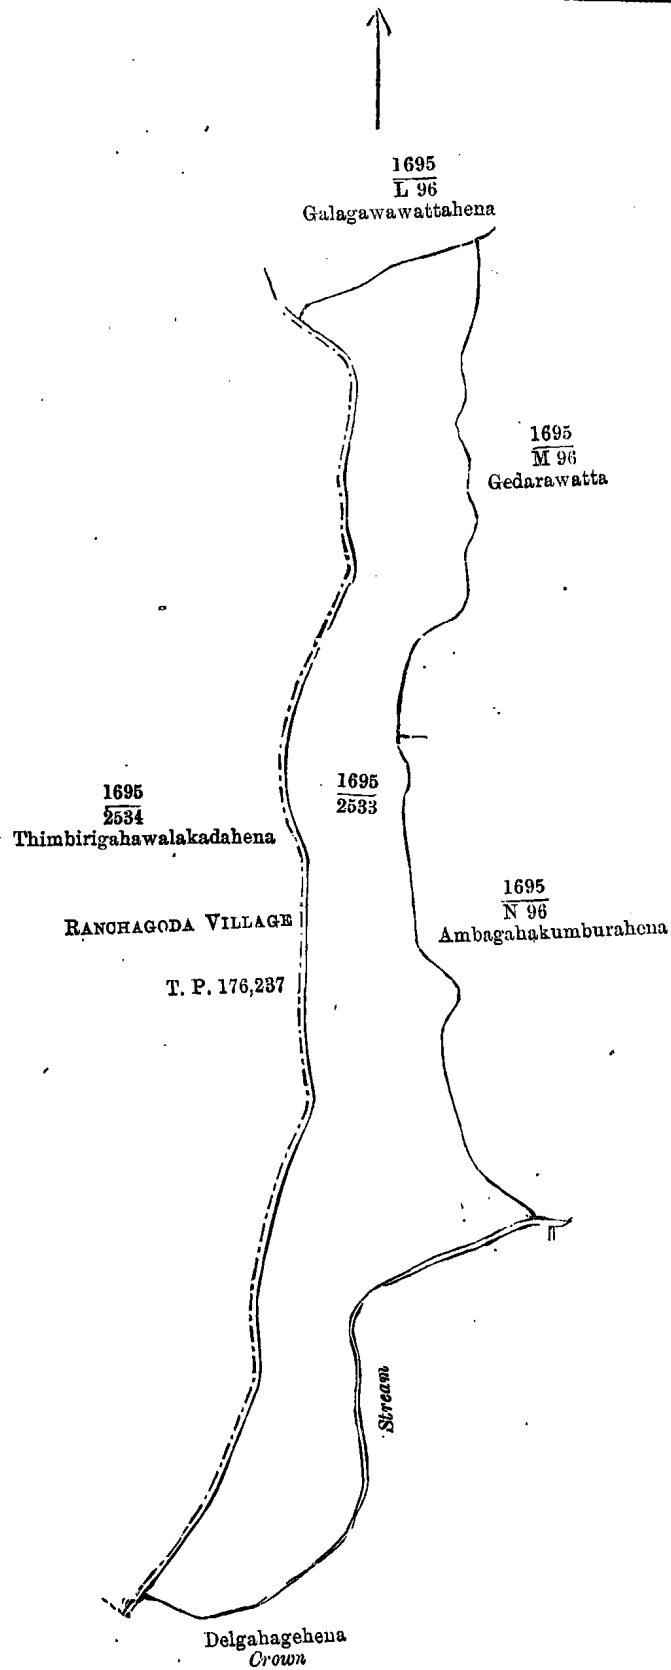 1695
L 96
Galagawawattahena
1695
M 96
Gedarawatta
1695
2533
1695
2534
Thimbirigahawalakadahena
1695
N 96
Ambagahakumburahena
RANCHAGODA VILLAGE
T. P. 176,237
Stream
Delgahagehena
Crown